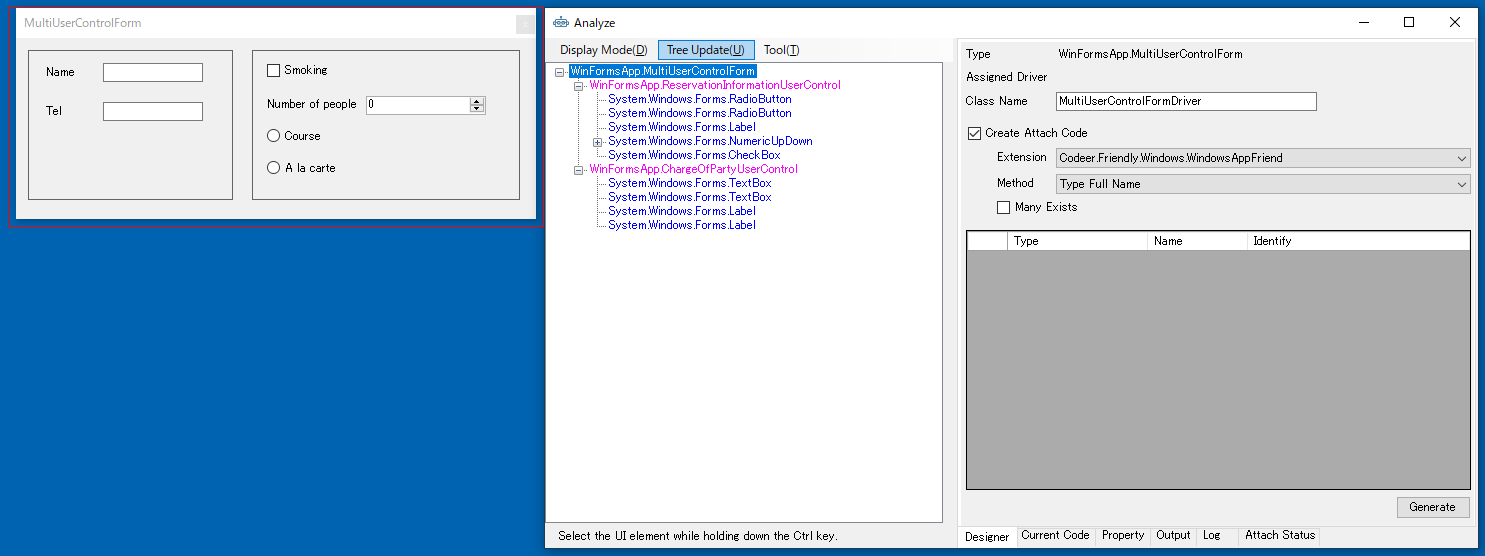 MultiUserControlForm
x
Name
Tel
Smoking
Number of people 0
Course
A la carte
Analyze
Display Mode(D) Tree Update(U) Tool(T)
WinFormsApp.MultiUserControlForm
WinFormsApp.ReservationInformationUserControl
System.Windows.Forms.RadioButton
System.Windows.Forms.RadioButton
System.Windows.Forms.Label
System.Windows.Forms.NumericUpDown
System.Windows.Forms.CheckBox
WinFormsApp.ChargeOfPartyUserControl
System.Windows.Forms.TextBox
System.Windows.Forms.TextBox
System.Windows.Forms.Label
System.Windows.Forms.Label
Select the UI element while holding down the Ctrl key.
Type WinFormsApp.MultiUserControlForm
Assigned Driver
Class Name MultiUserControlFormDriver
Create Attach Code
Extension Codeer.Friendly.Windows.WindowsAppFriend
Method Type Full Name
Many Exists
Type Name Identify
Generate
Designer Current Code Property Output Log Attach Status